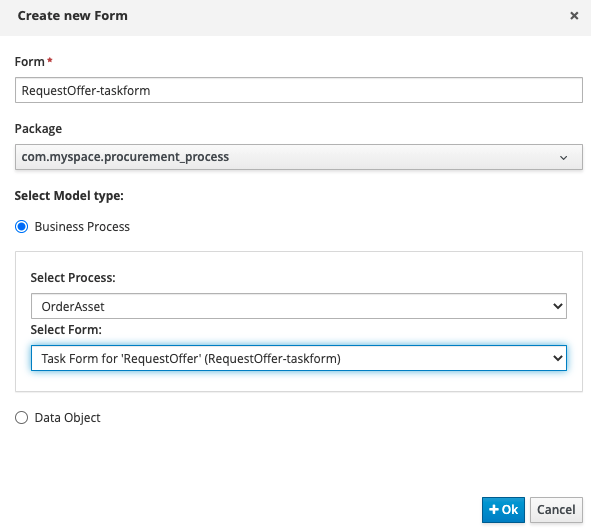 Create new Form
Form*
RequestOffer-taskform
Package
com.myspace.procurement_process
Select Model type:
Business Process
Select Process:
OrderAsset
Select Form:
Task Form for 'RequestOffer' (RequestOffer-taskform)
Data Object
+ Ok Cancel